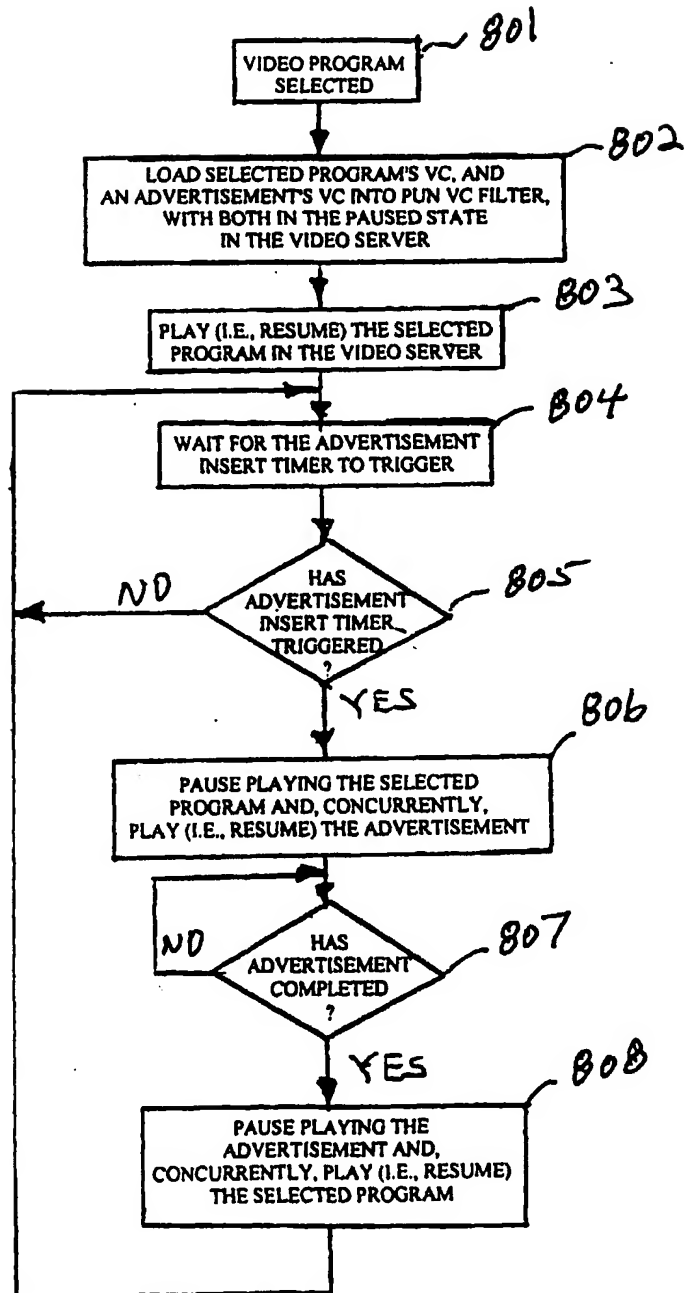 801
VIDEO PROGRAM
SELECTED
802
LOAD SELECTED PROGRAM'S VC, AND
AN ADVERTISEMENT'S VC INTO PUN VC FILTER,
WITH BOTH IN THE PAUSED STATE
IN THE VIDEO SERVER
803
PLAY (I.E., RESUME) THE SELECTED
PROGRAM IN THE VIDEO SERVER
804
WAIT FOR THE ADVERTISEMENT
INSERT TIMER TO TRIGGER
805
HAS
ADVERTISEMENT
INSERT TIMER
TRIGGERED
?
NO
YES
806
PAUSE PLAYING THE SELECTED
PROGRAM AND, CONCURRENTLY,
PLAY (I.E., RESUME) THE ADVERTISEMENT
807
HAS
ADVERTISEMENT
COMPLETED
?
NO
YES
808
PAUSE PLAYING THE
ADVERTISEMENT AND,
CONCURRENTLY, PLAY (I.E., RESUME)
THE SELECTED PROGRAM